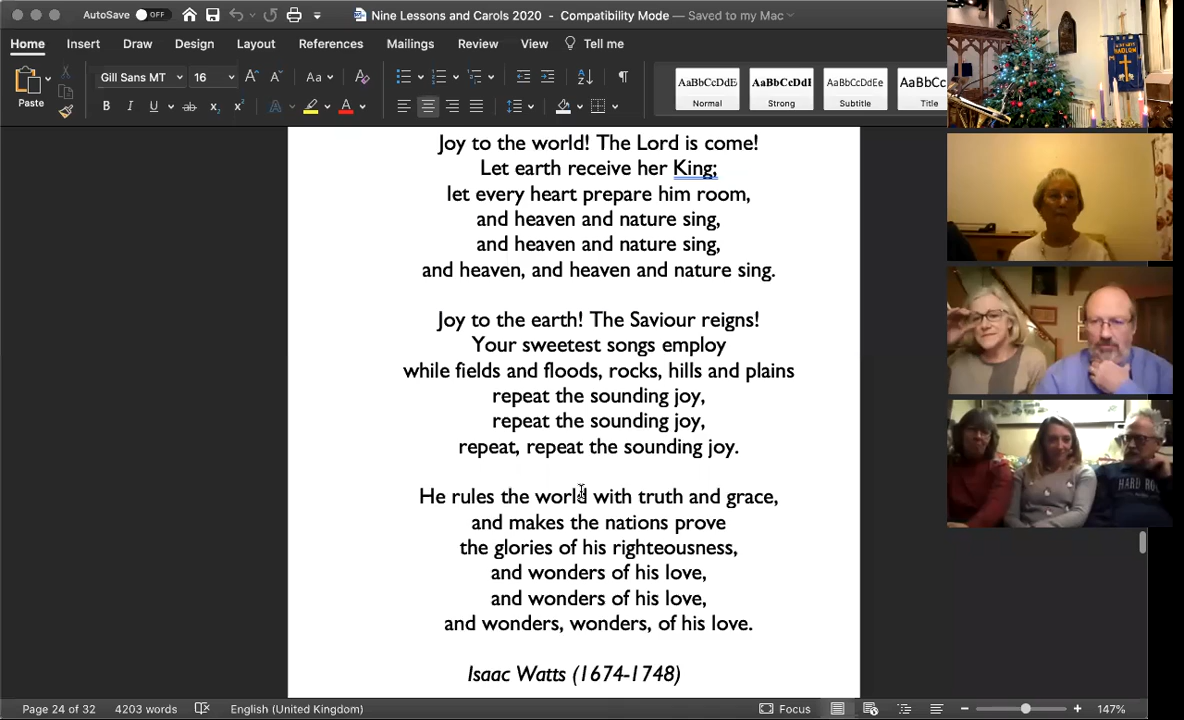 AutoSave OFF
Nine Lessons and Carols 2020 - Compatibility Mode — Saved to my Mac
Home Insert Draw Design Layout References Mailings Review View Tell me
Paste
Gill Sans MT 16
AaBbCcDdE AaBbCcDdI AaBbCcDdEe AaBbCc
Normal Strong Subtitle Title
Joy to the world! The Lord is come!
Let earth receive her King;
let every heart prepare him room,
and heaven and nature sing,
and heaven and nature sing,
and heaven, and heaven and nature sing.
Joy to the earth! The Saviour reigns!
Your sweetest songs employ
while fields and floods, rocks, hills and plains
repeat the sounding joy,
repeat the sounding joy,
repeat, repeat the sounding joy.
He rules the world with truth and grace,
and makes the nations prove
the glories of his righteousness,
and wonders of his love,
and wonders of his love,
and wonders, wonders, of his love.
Isaac Watts (1674-1748)
Page 24 of 32 4203 words English (United Kingdom) Focus 147%
HADLOW
HARD RO